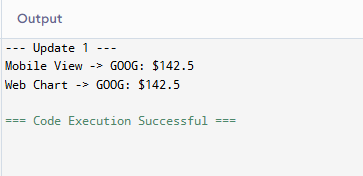 Output
--- Update 1 ---
Mobile View -> GOOG: $142.5
Web Chart -> GOOG: $142.5
=== Code Execution Successful ===